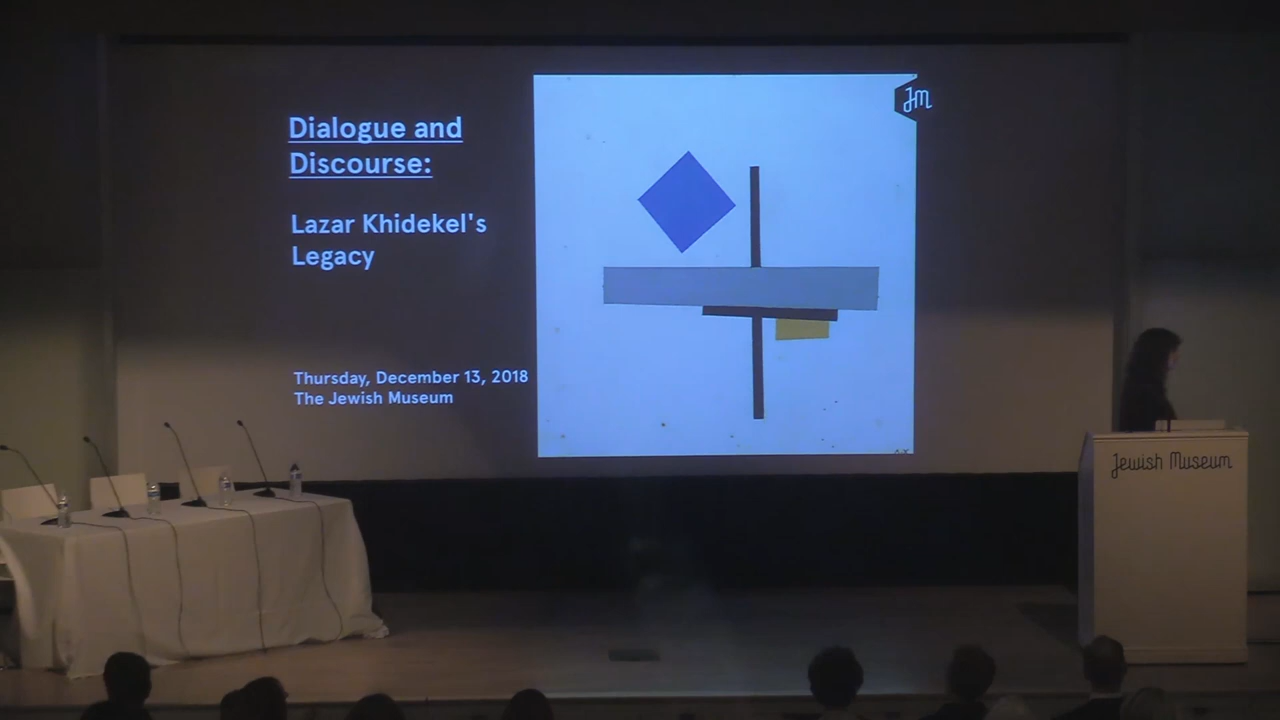 Dialogue and
Discourse:
Lazar Khidekel's
Legacy
Thursday, December 13, 2018
The Jewish Museum
JM
Jewish Museum